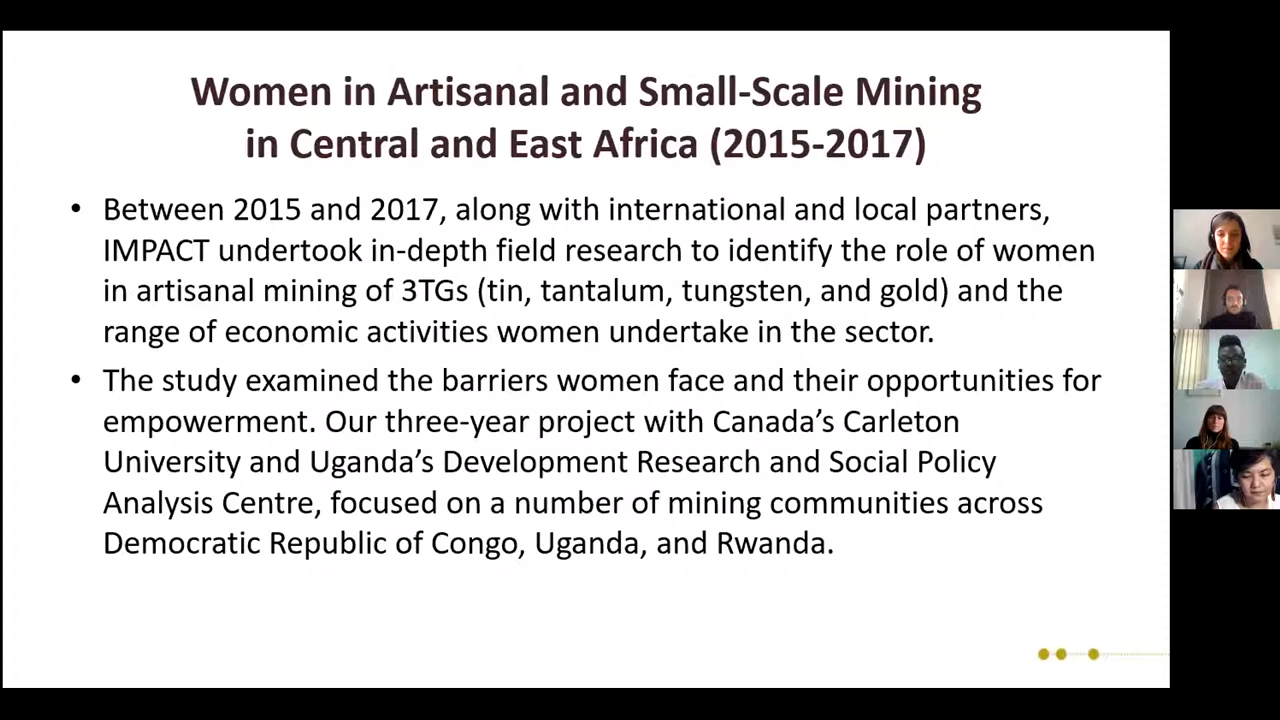 Women in Artisanal and Small-Scale Mining
in Central and East Africa (2015-2017)
• Between 2015 and 2017, along with international and local partners,
IMPACT undertook in-depth field research to identify the role of women
in artisanal mining of 3TGs (tin, tantalum, tungsten, and gold) and the
range of economic activities women undertake in the sector.
• The study examined the barriers women face and their opportunities for
empowerment. Our three-year project with Canada’s Carleton
University and Uganda’s Development Research and Social Policy
Analysis Centre, focused on a number of mining communities across
Democratic Republic of Congo, Uganda, and Rwanda.